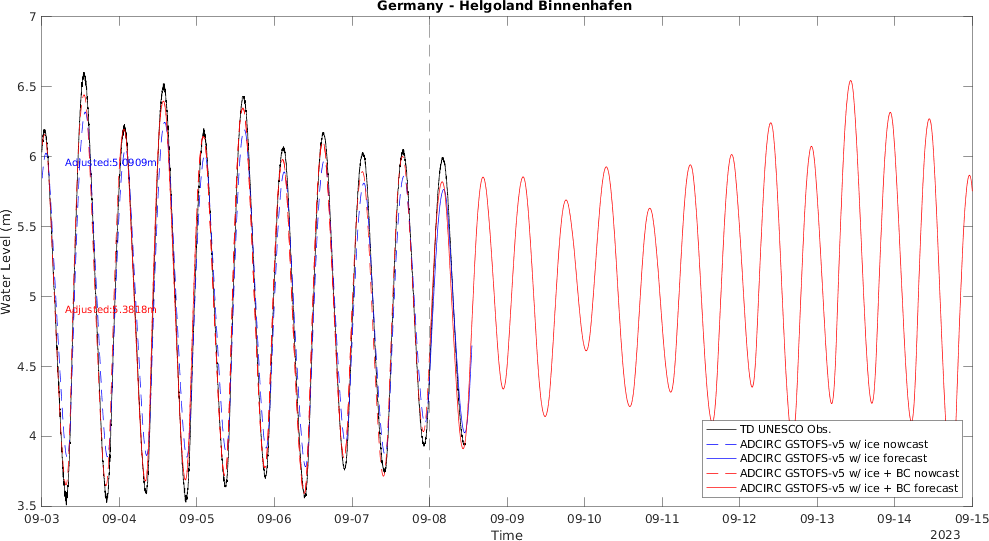 Germany - Helgoland Binnenhafen
7
6.5
6
5.5
5
4.5
4
3.5
Water Level (m)
Adjusted:5.0909m
Adjusted:5.3818m
TD UNESCO Obs.
ADCIRC GSTOFS-v5 w/ ice nowcast
ADCIRC GSTOFS-v5 w/ ice forecast
ADCIRC GSTOFS-v5 w/ ice + BC nowcast
ADCIRC GSTOFS-v5 w/ ice + BC forecast
09-03 09-04 09-05 09-06 09-07 09-08 09-09 09-10 09-11 09-12 09-13 09-14 09-15
Time
2023